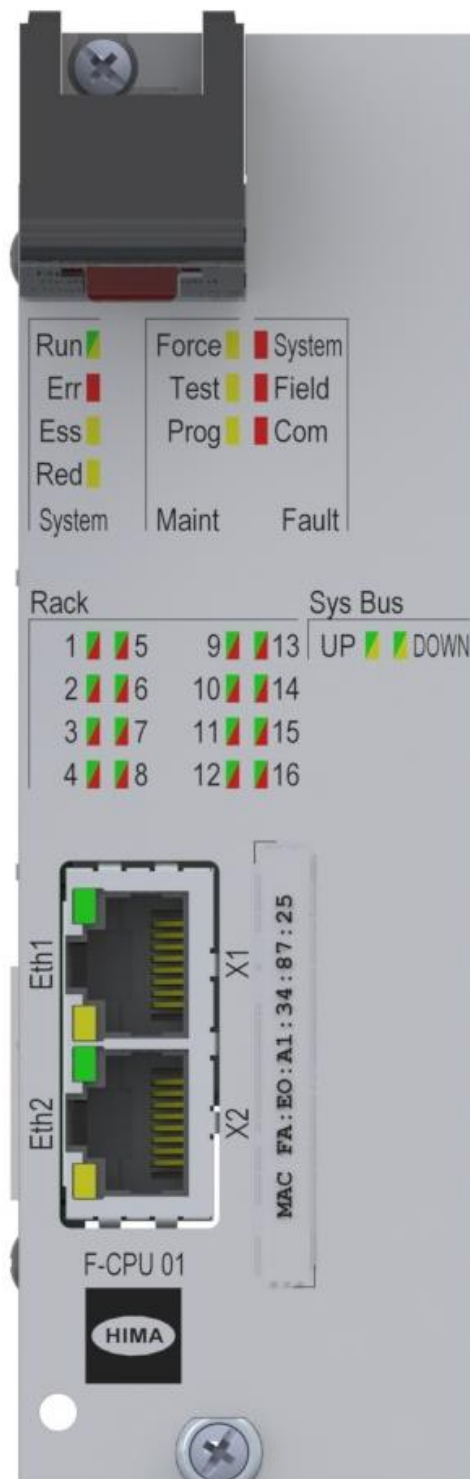 Run Force System
Err Test Field
Ess Prog Com
Red
System Maint Fault
Rack Sys Bus
1 5 9 13 UP DOWN
2 6 10 14
3 7 11 15
4 8 12 16
Eth1 X1
Eth2 X2
MAC FA:E0:A1:34:87:25
F-CPU 01
HIMA